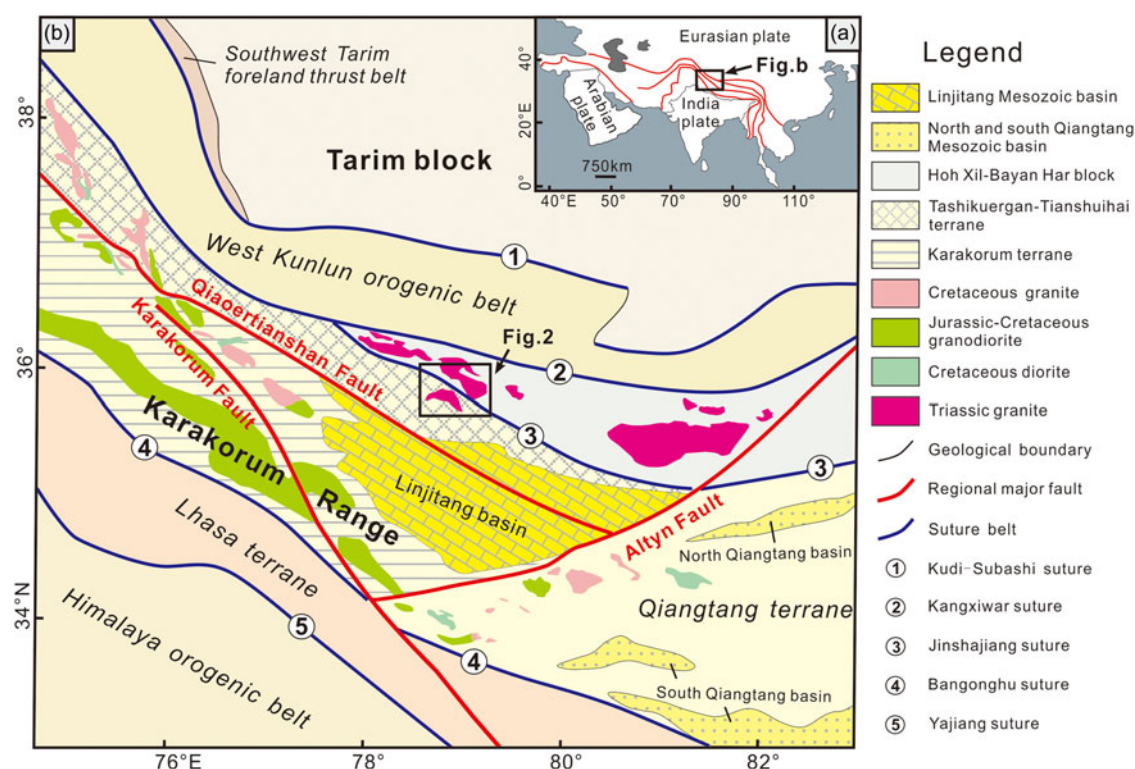 (b)
(a)
Southwest Tarim
foreland thrust belt
Tarim block
Eurasian plate
Fig.b
Arabian
plate
India
plate
750km
40°
20°
0°
40°E
50°
70°
90°
110°
38°
36°
34°N
76°E
78°
80°
82°
West Kunlun orogenic belt
1
Qiaoertianshan Fault
Karakorum Fault
Fig.2
2
3
3
Karakorum
Range
4
Linjitang basin
Altyn Fault
North Qiangtang basin
Lhasa terrane
Qiangtang terrane
5
Himalaya orogenic belt
4
South Qiangtang basin
Legend
Linjitang Mesozoic basin
North and south Qiangtang
Mesozoic basin
Hoh Xil-Bayan Har block
Tashikuergan-Tianshuihai
terrane
Karakorum terrane
Cretaceous granite
Jurassic-Cretaceous
granodiorite
Cretaceous diorite
Triassic granite
Geological boundary
Regional major fault
Suture belt
1 Kudi-Subashi suture
2 Kangxiwar suture
3 Jinshajiang suture
4 Bangonghu suture
5 Yajiang suture